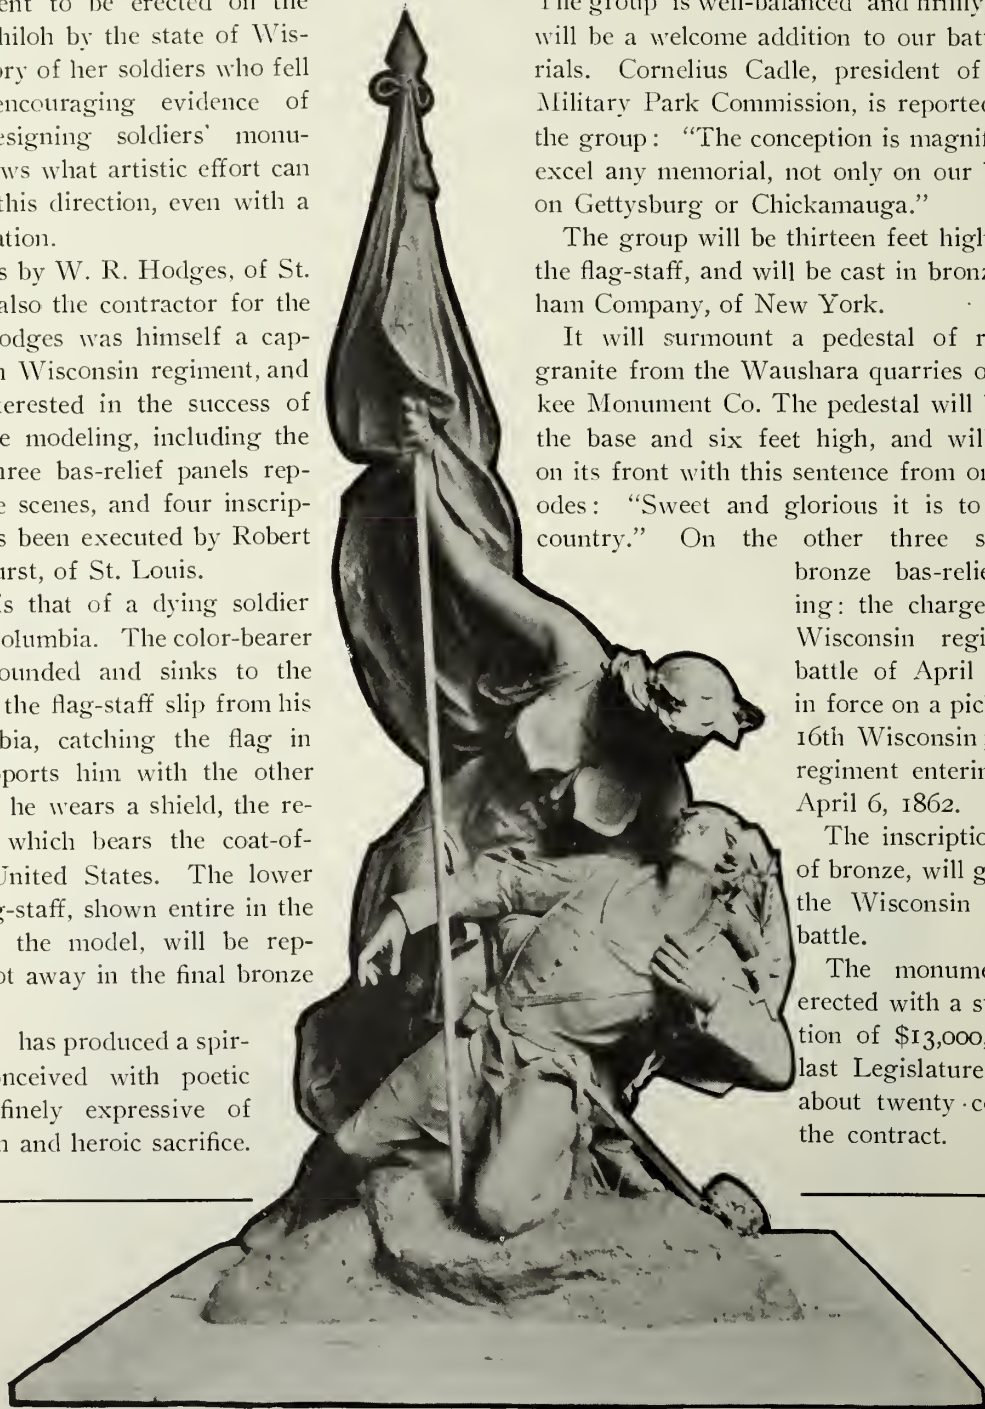 ent to be erected on the
hiloh by the state of Wis-
ory of her soldiers who fell
encouraging evidence of
esigning soldiers' monu-
ws what artistic effort can
this direction, even with a
ation.
s by W. R. Hodges, of St.
also the contractor for the
odges was himself a cap-
n Wisconsin regiment, and
terested in the success of
e modeling, including the
hree bas-relief panels rep-
e scenes, and four inscrip-
s been executed by Robert
urst, of St. Louis.
is that of a dying soldier
olumbia. The color-bearer
ounded and sinks to the
the flag-staff slip from his
bia, catching the flag in
pports him with the other
he wears a shield, the re-
which bears the coat-of-
United States. The lower
g-staff, shown entire in the
the model, will be rep-
ot away in the final bronze
has produced a spir-
onceived with poetic
finely expressive of
n and heroic sacrifice.
The group is well-balanced and firmly
will be a welcome addition to our bat
rials. Cornelius Cadle, president of
Military Park Commission, is reported
the group: "The conception is magnif
excel any memorial, not only on our
on Gettysburg or Chickamauga."
The group will be thirteen feet high
the flag-staff, and will be cast in bronz
ham Company, of New York.
It will surmount a pedestal of r
granite from the Waushara quarries o
kee Monument Co. The pedestal will
the base and six feet high, and wil
on its front with this sentence from or
odes: "Sweet and glorious it is to
country." On the other three s
bronze bas-relie
ing: the charge
Wisconsin regi
battle of April
in force on a pic
16th Wisconsin
regiment enterin
April 6, 1862.
The inscriptio
of bronze, will g
the Wisconsin
battle.
The monume
erected with a s
tion of $13,000,
last Legislature
about twenty c
the contract.